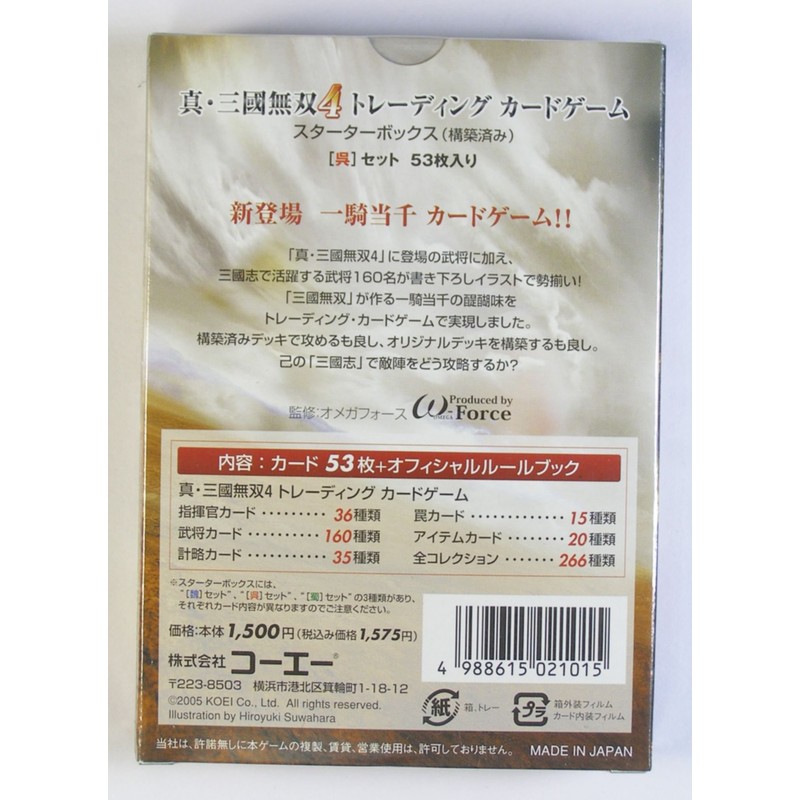 真・三國無双4 トレーディング カードゲーム
スターターボックス（構築済み）
［呉］セット 53枚入り
新登場 一騎当千 カードゲーム!!
「真・三國無双4」に登場の武将に加え、
三國志で活躍する武将160名が書き下ろしイラストで勢揃い!
「三國無双」が作る一騎当千の醍醐味を
トレーディング・カードゲームで実現しました。
構築済みデッキで攻めるも良し、オリジナルデッキを構築するも良し。
己の「三國志」で敵陣をどう攻略するか？
監修：オメガフォース ω-Force Produced by OMEGA
内容：カード 53枚+オフィシャルルールブック
真・三國無双4 トレーディング カードゲーム
指揮官カード ········· 36種類 罠カード ············· 15種類
武将カード ········· 160種類 アイテムカード ······· 20種類
計略カード ··········· 35種類 全コレクション ······· 266種類
※スターターボックスには、
"［魏］セット"、"［呉］セット"、"［蜀］セット"の3種類があり、
それぞれカード内容が異なりますのでご注意ください。
価格：本体1,500円（税込み価格1,575円）
株式会社 コーエー®
〒223-8503 横浜市港北区箕輪町1-18-12
©2005 KOEI Co., Ltd. All rights reserved.
Illustration by Hiroyuki Suwahara
4 988615 021015
紙 箱、トレー
プラ 箱外装フィルム
カード内装フィルム
当社は、許諾無しに本ゲームの複製、賃貸、営業使用は、許可しておりません。 MADE IN JAPAN